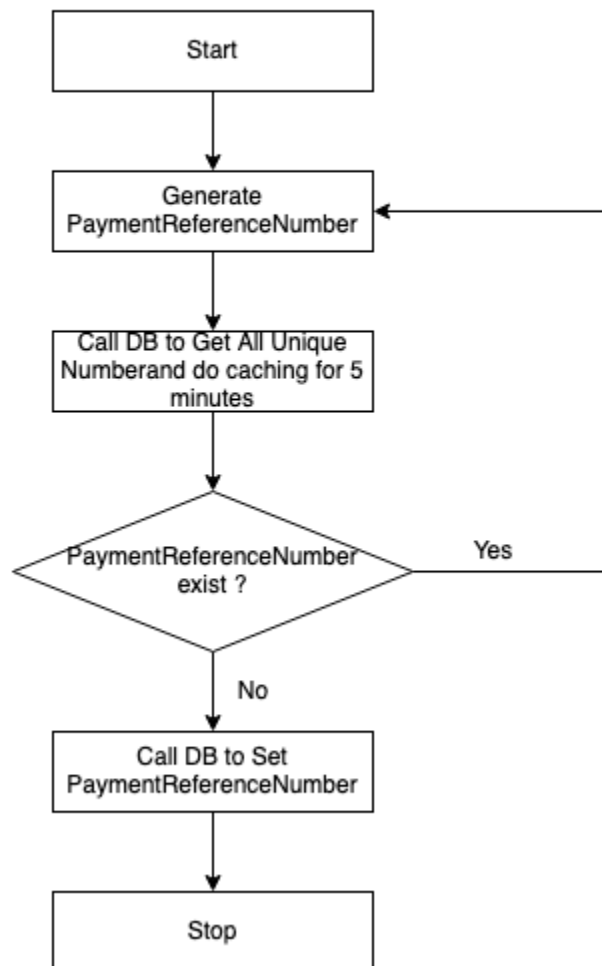 Start
Generate
PaymentReferenceNumber
Call DB to Get All Unique
Numberand do caching for 5
minutes
PaymentReferenceNumber
exist ?
Yes
No
Call DB to Set
PaymentReferenceNumber
Stop